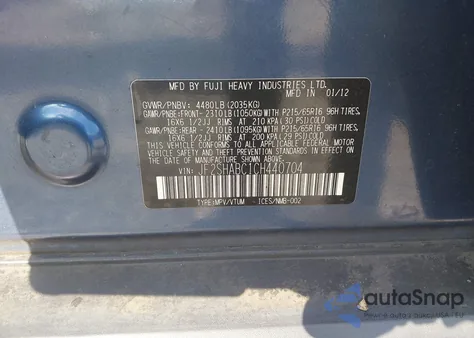 MFD BY FUJI HEAVY INDUSTRIES LTD. 01/12
GVWR/PNBV: 4480LB (2035KG)
GAWR/PNBE:FRONT- 2310LB (1050KG)WITH P215/65R16 96H TIRES,
16X6 1/2JJ RIMS AT 210 KPA (30 PSI) COLD
GAWR/PNBE:REAR - 2410LB (1095KG)WITH P215/65R16 96H TIRES,
16X6 1/2JJ RIMS AT 200 KPA (29 PSI) COLD
THIS VEHICLE CONFORMS TO ALL APPLICABLE FEDERAL MOTOR
VEHICLE SAFETY AND THEFT PREVENTION STANDARDS IN
EFFECT ON THE DATE OF MANUFACTURE SHOWN ABOVE.
VIN: JF2SHABC1CH440704
TYPE:MPV/VTUM ICES/NMB-002
autoSnap